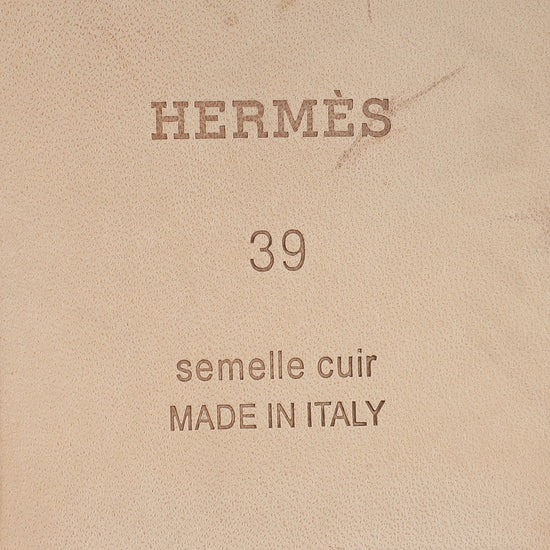 HERMÈS
39
semelle cuir
MADE IN ITALY